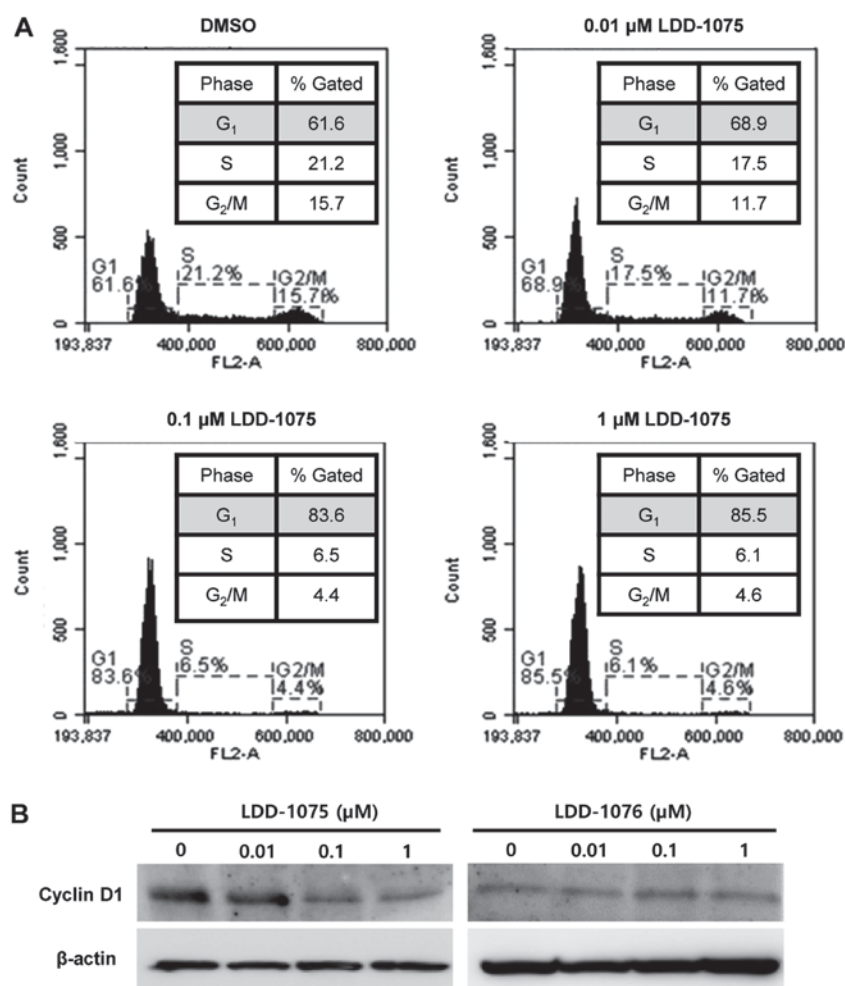 A
DMSO
1,600
1,000
500
0
Count
Phase % Gated
G₁ 61.6
S 21.2
G₂/M 15.7
G1
61.6%
S
21.2%
G2/M
15.7%
193,837 400,000 600,000 800,000
FL2-A
0.01 µM LDD-1075
1,600
1,000
500
0
Count
Phase % Gated
G₁ 68.9
S 17.5
G₂/M 11.7
G1
68.9%
S
17.5%
G2/M
11.7%
193,837 400,000 600,000 800,000
FL2-A
0.1 µM LDD-1075
1,600
1,000
500
0
Count
Phase % Gated
G₁ 83.6
S 6.5
G₂/M 4.4
G1
83.6%
S
6.5%
G2/M
4.4%
193,837 400,000 600,000 800,000
FL2-A
1 µM LDD-1075
1,600
1,000
500
0
Count
Phase % Gated
G₁ 85.5
S 6.1
G₂/M 4.6
G1
85.5%
S
6.1%
G2/M
4.6%
193,837 400,000 600,000 800,000
FL2-A
B
LDD-1075 (µM) LDD-1076 (µM)
0 0.01 0.1 1 0 0.01 0.1 1
Cyclin D1
β-actin